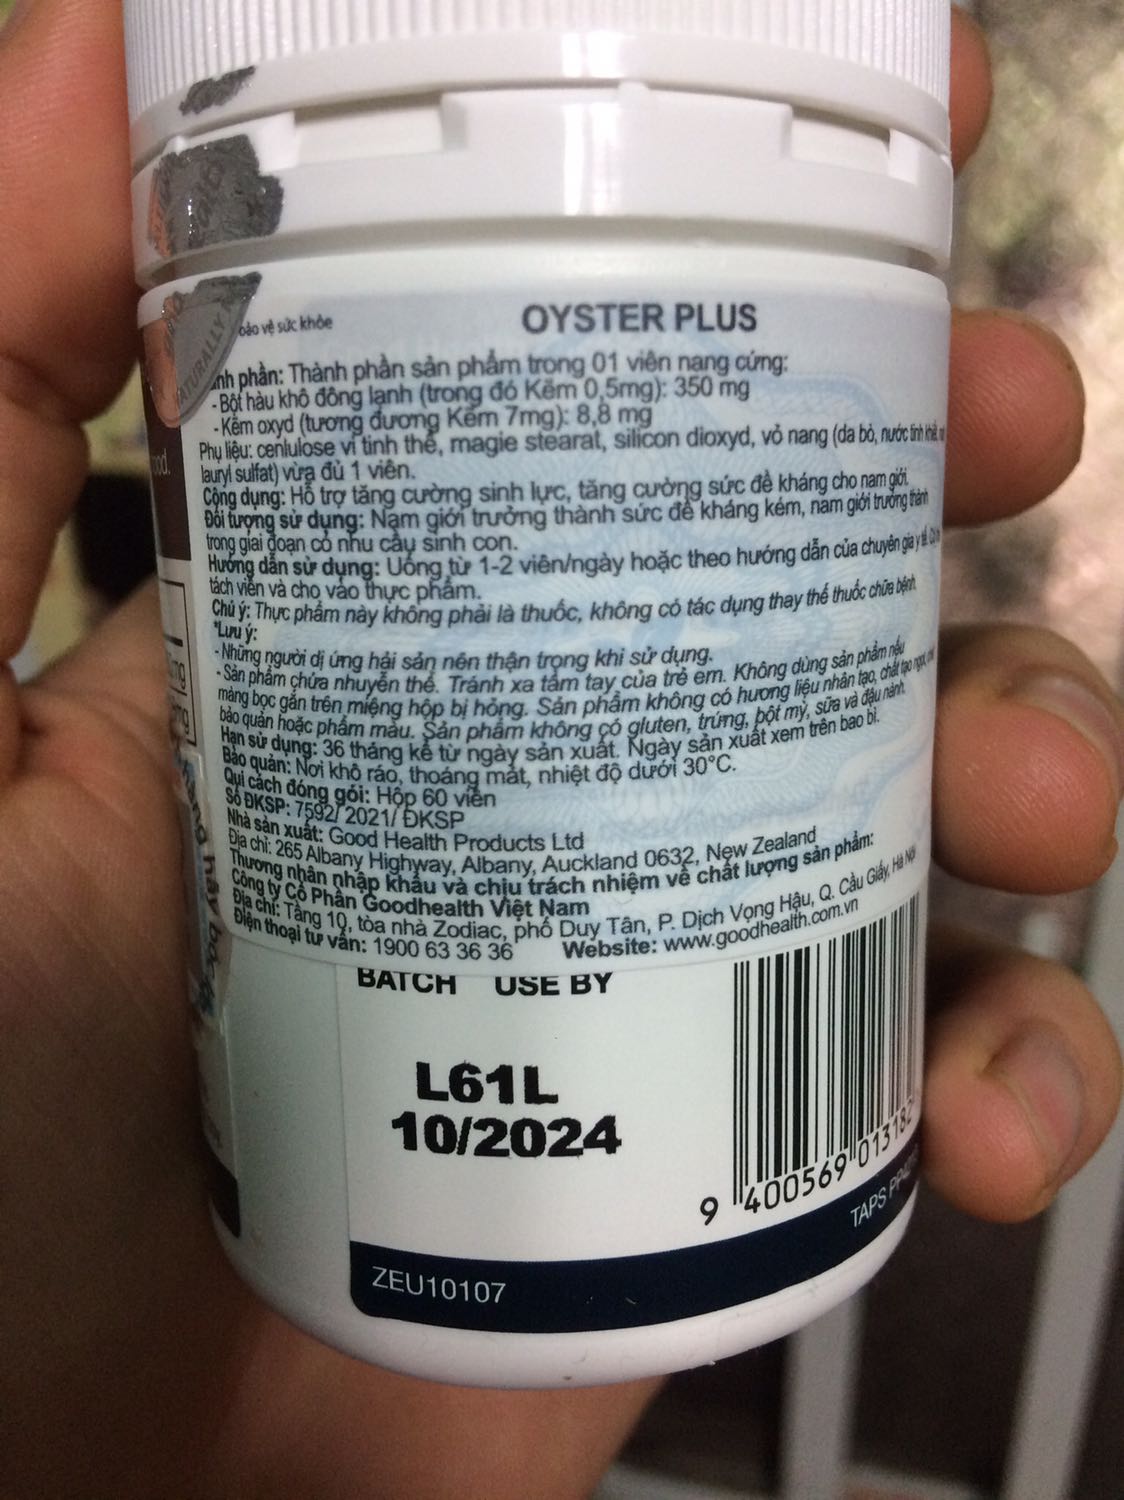 NATURALLY
bảo vệ sức khỏe
OYSTER PLUS
phần: Thành phần sản phẩm trong 01 viên nang cứng:
- Bột hàu khô đông lạnh (trong đó Kẽm 0,5mg): 350 mg
- Kẽm oxyd (tương đương Kẽm 7mg): 8,8 mg
Phụ liệu: cenlulose vi tinh thể, magie stearat, silicon dioxyd, vỏ nang (da bò, nước tinh khiết,
lauryl sulfat) vừa đủ 1 viên.
Công dụng: Hỗ trợ tăng cường sinh lực, tăng cường sức đề kháng cho nam giới.
Đối tượng sử dụng: Nam giới trưởng thành sức đề kháng kém, nam giới trưởng thành
trong giai đoạn có nhu cầu sinh con.
Hướng dẫn sử dụng: Uống từ 1-2 viên/ngày hoặc theo hướng dẫn của chuyên gia y tế. Có
tách viên và cho vào thực phẩm.
Chú ý: Thực phẩm này không phải là thuốc, không có tác dụng thay thế thuốc chữa bệnh.
*Lưu ý:
- Những người dị ứng hải sản nên thận trọng khi sử dụng.
- Sản phẩm chứa nhuyễn thể. Tránh xa tầm tay của trẻ em. Không dùng sản phẩm nếu
màng bọc gắn trên miệng hộp bị hỏng. Sản phẩm không có hương liệu nhân tạo, chất tạo ngọt,
bảo quản hoặc phẩm màu. Sản phẩm không có gluten, trứng, bột mỳ, sữa và đậu nành.
Hạn sử dụng: 36 tháng kể từ ngày sản xuất. Ngày sản xuất xem trên bao bì.
Bảo quản: Nơi khô ráo, thoáng mát, nhiệt độ dưới 30°C.
Qui cách đóng gói: Hộp 60 viên
Số ĐKSP: 7592/ 2021/ ĐKSP
Nhà sản xuất: Good Health Products Ltd
Địa chỉ: 265 Albany Highway, Albany, Auckland 0632, New Zealand
Thương nhân nhập khẩu và chịu trách nhiệm về chất lượng sản phẩm:
Công ty Cổ Phần Goodhealth Việt Nam
Địa chỉ: Tầng 10, tòa nhà Zodiac, phố Duy Tân, P. Dịch Vọng Hậu, Q. Cầu Giấy, Hà Nội
Điện thoại tư vấn: 1900 63 36 36 Website: www.goodhealth.com.vn
BATCH USE BY
L61L
10/2024
9 400569 013182
TAPS
ZEU10107